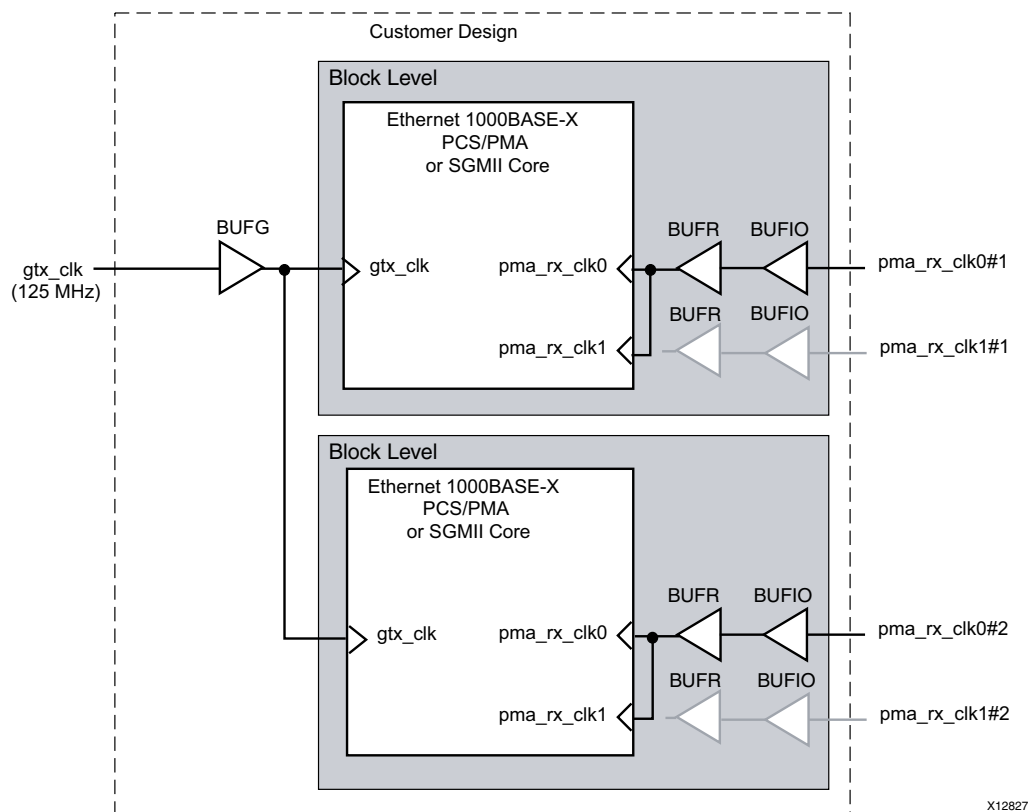 Customer Design
Block Level
Ethernet 1000BASE-X
PCS/PMA
or SGMII Core
BUFG
BUFR
BUFIO
gtx_clk
(125 MHz)
gtx_clk
pma_rx_clk0
pma_rx_clk0#1
BUFR
BUFIO
pma_rx_clk1
pma_rx_clk1#1
Block Level
Ethernet 1000BASE-X
PCS/PMA
or SGMII Core
BUFR
BUFIO
gtx_clk
pma_rx_clk0
pma_rx_clk0#2
BUFR
BUFIO
pma_rx_clk1
pma_rx_clk1#2
X12827